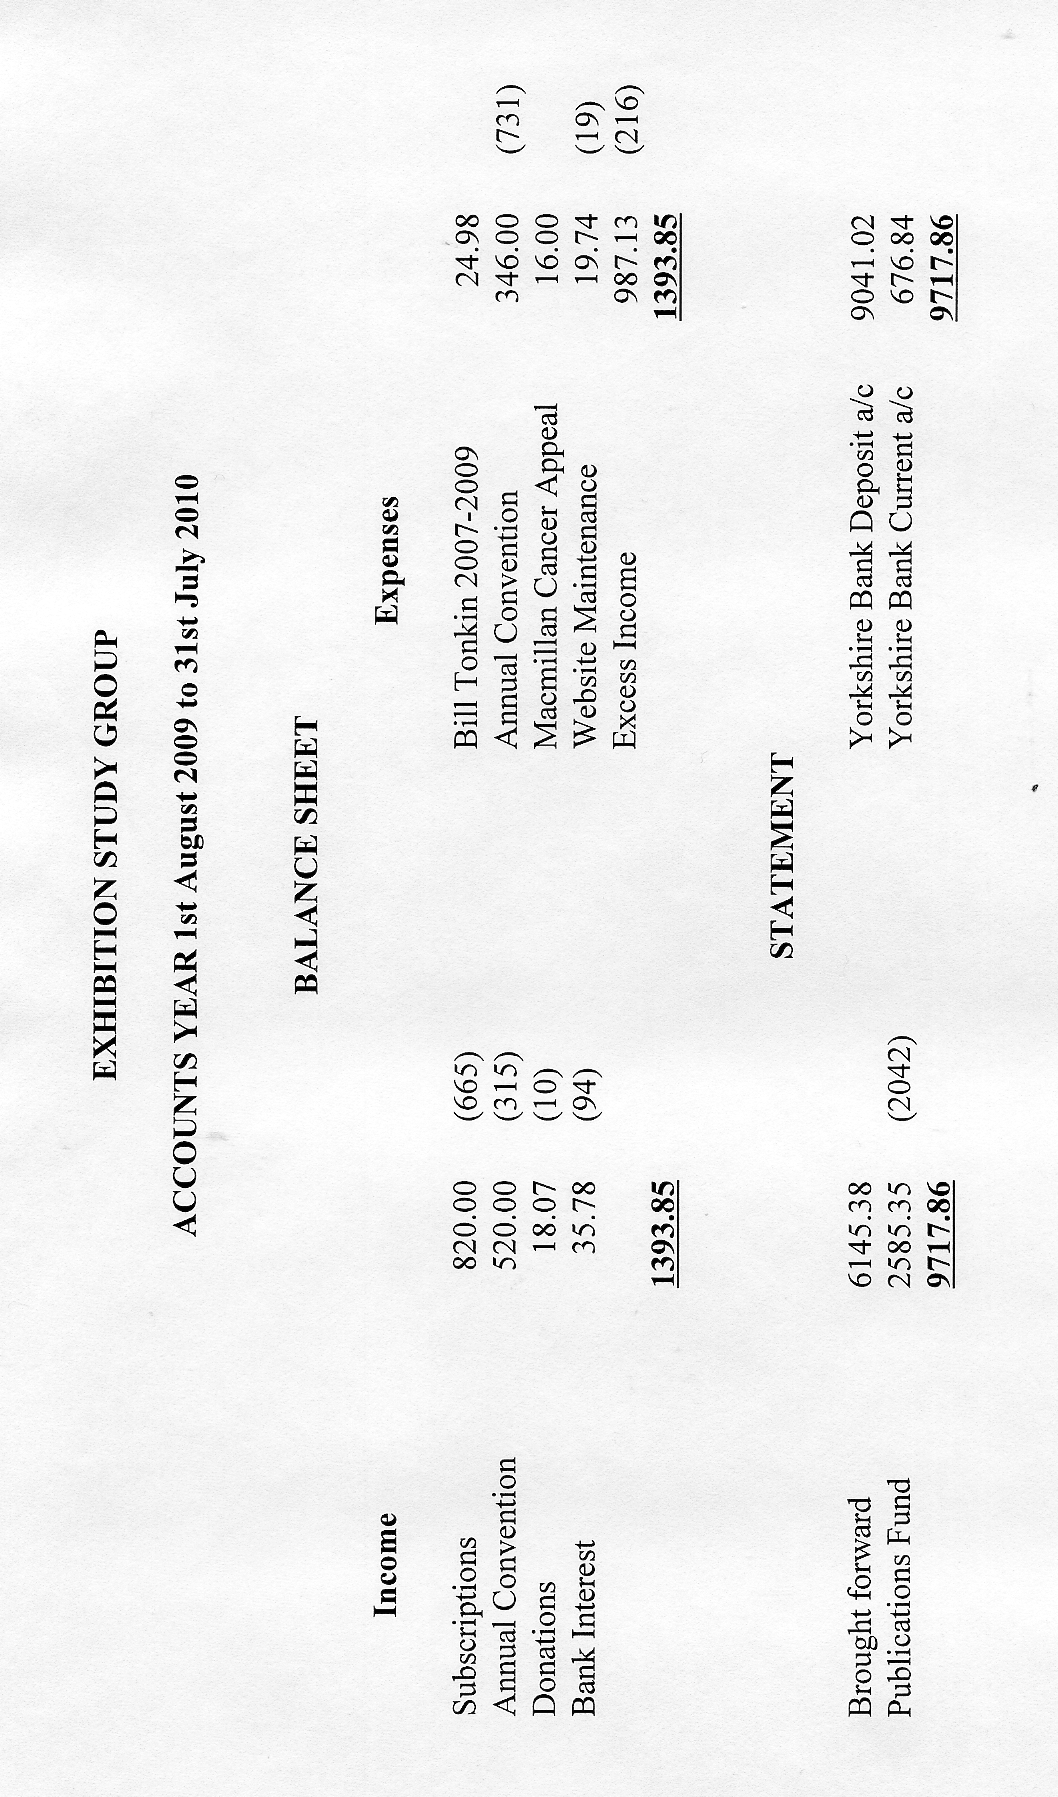 EXHIBITION STUDY GROUP
ACCOUNTS YEAR 1st August 2009 to 31st July 2010
BALANCE SHEET
Income Expenses
Subscriptions 820.00 (665) Bill Tonkin 2007-2009 24.98
Annual Convention 520.00 (315) Annual Convention 346.00 (731)
Donations 18.07 (10) Macmillan Cancer Appeal 16.00
Bank Interest 35.78 (94) Website Maintenance 19.74 (19)
Excess Income 987.13 (216)
1393.85 1393.85
STATEMENT
Brought forward 6145.38 Yorkshire Bank Deposit a/c 9041.02
Publications Fund 2585.35 (2042) Yorkshire Bank Current a/c 676.84
9717.86 9717.86